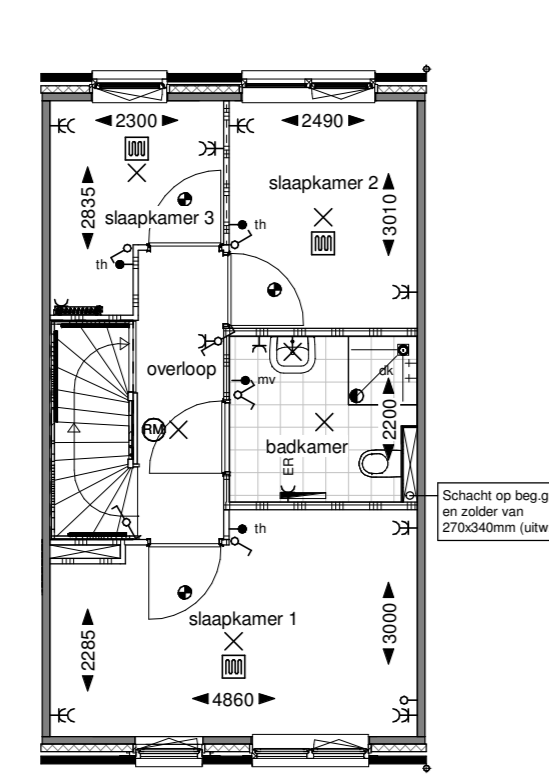 2300
2490
2835
slaapkamer 2
3010
slaapkamer 3
th
th
overloop
mv
dk
RM
2200
badkamer
ER
Schacht op beg.g
en zolder van
270x340mm (uitw
th
slaapkamer 1
2285
3000
4860